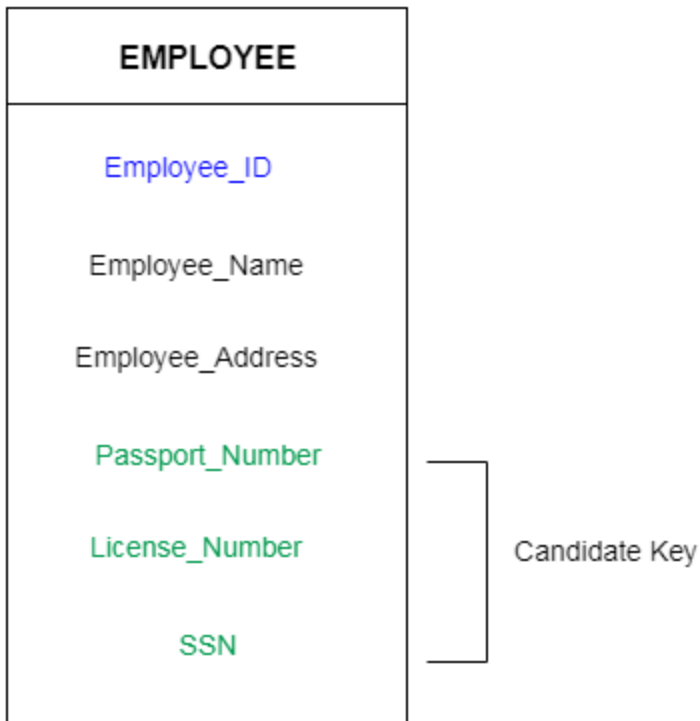 EMPLOYEE
Employee_ID
Employee_Name
Employee_Address
Passport_Number
License_Number
Candidate Key
SSN